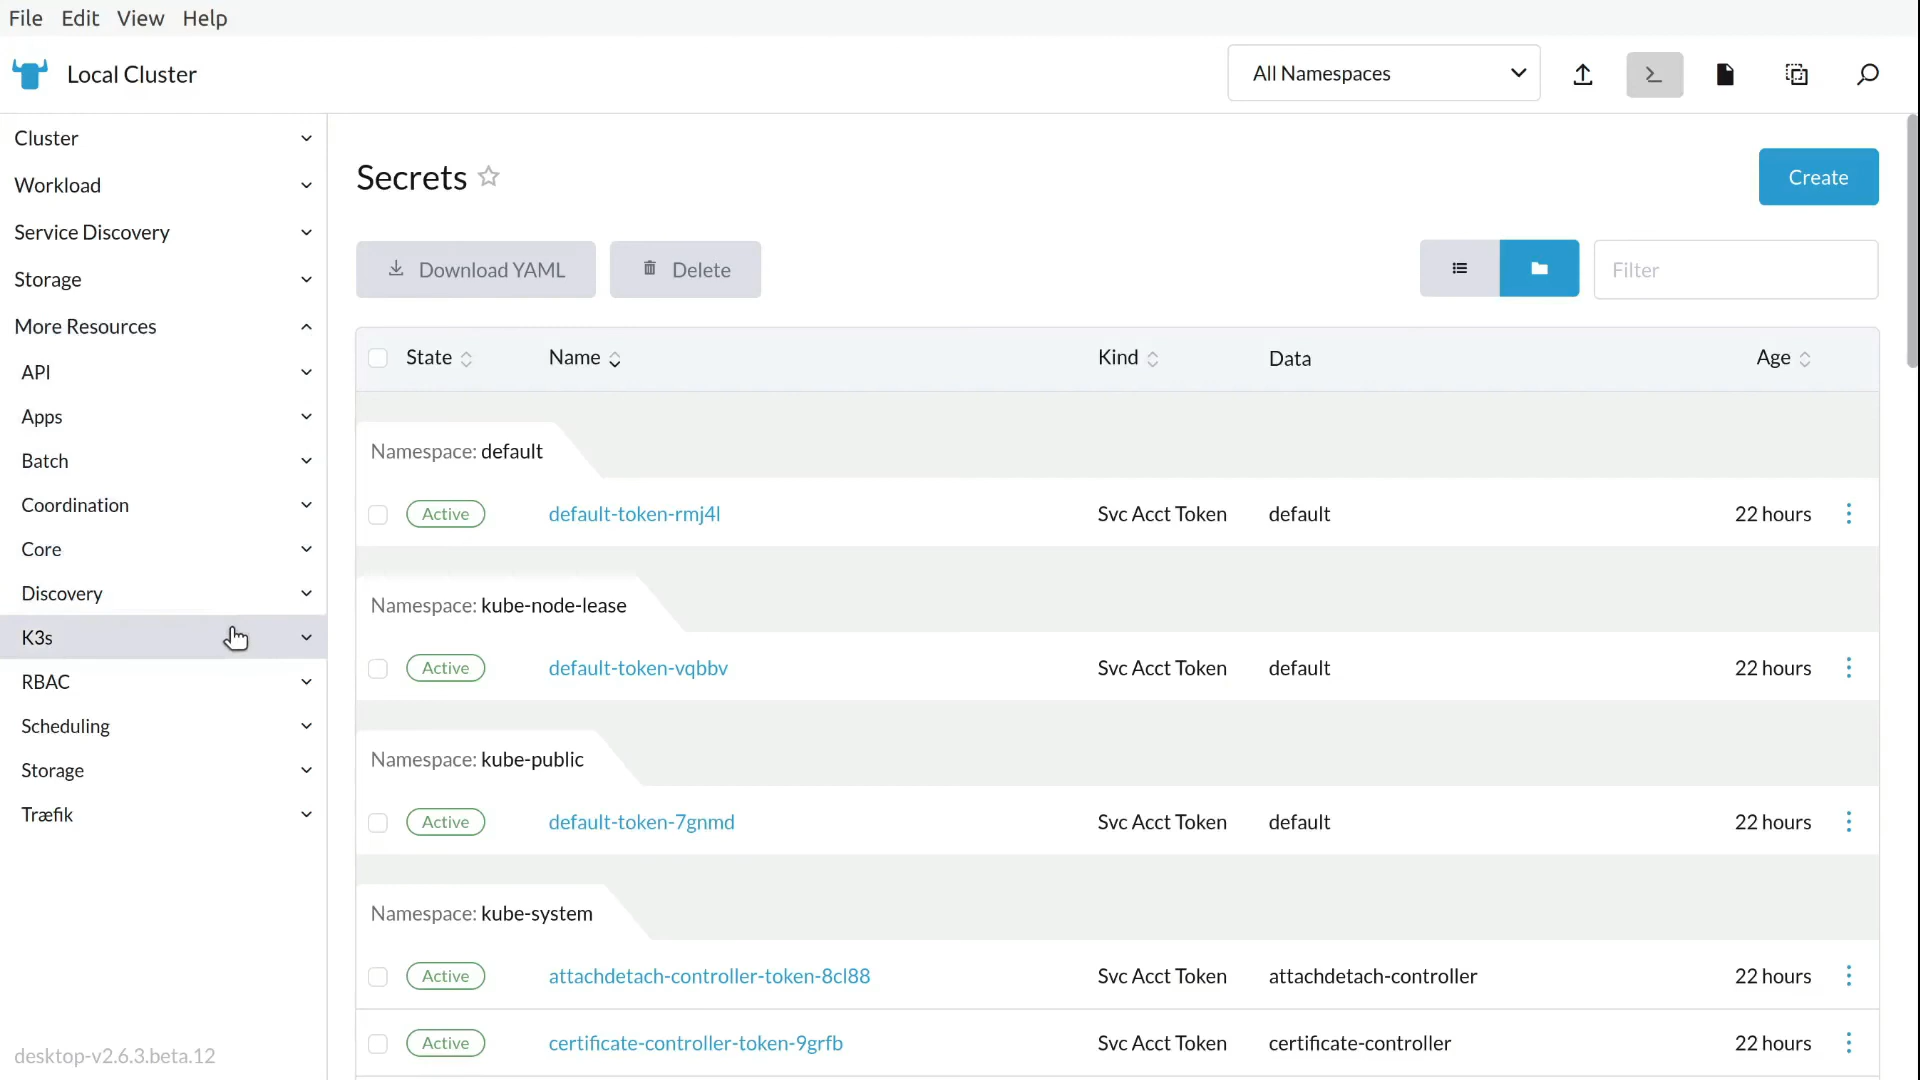 File Edit View Help
Local Cluster
All Namespaces
Cluster
Workload
Service Discovery
Storage
More Resources
API
Apps
Batch
Coordination
Core
Discovery
K3s
RBAC
Scheduling
Storage
Træfik
desktop-v2.6.3.beta.12
Secrets
Create
Download YAML
Delete
Filter
State Name Kind Data Age
Namespace: default
Active default-token-rmj4l Svc Acct Token default 22 hours
Namespace: kube-node-lease
Active default-token-vqbbv Svc Acct Token default 22 hours
Namespace: kube-public
Active default-token-7gnmd Svc Acct Token default 22 hours
Namespace: kube-system
Active attachdetach-controller-token-8cl88 Svc Acct Token attachdetach-controller 22 hours
Active certificate-controller-token-9grfb Svc Acct Token certificate-controller 22 hours